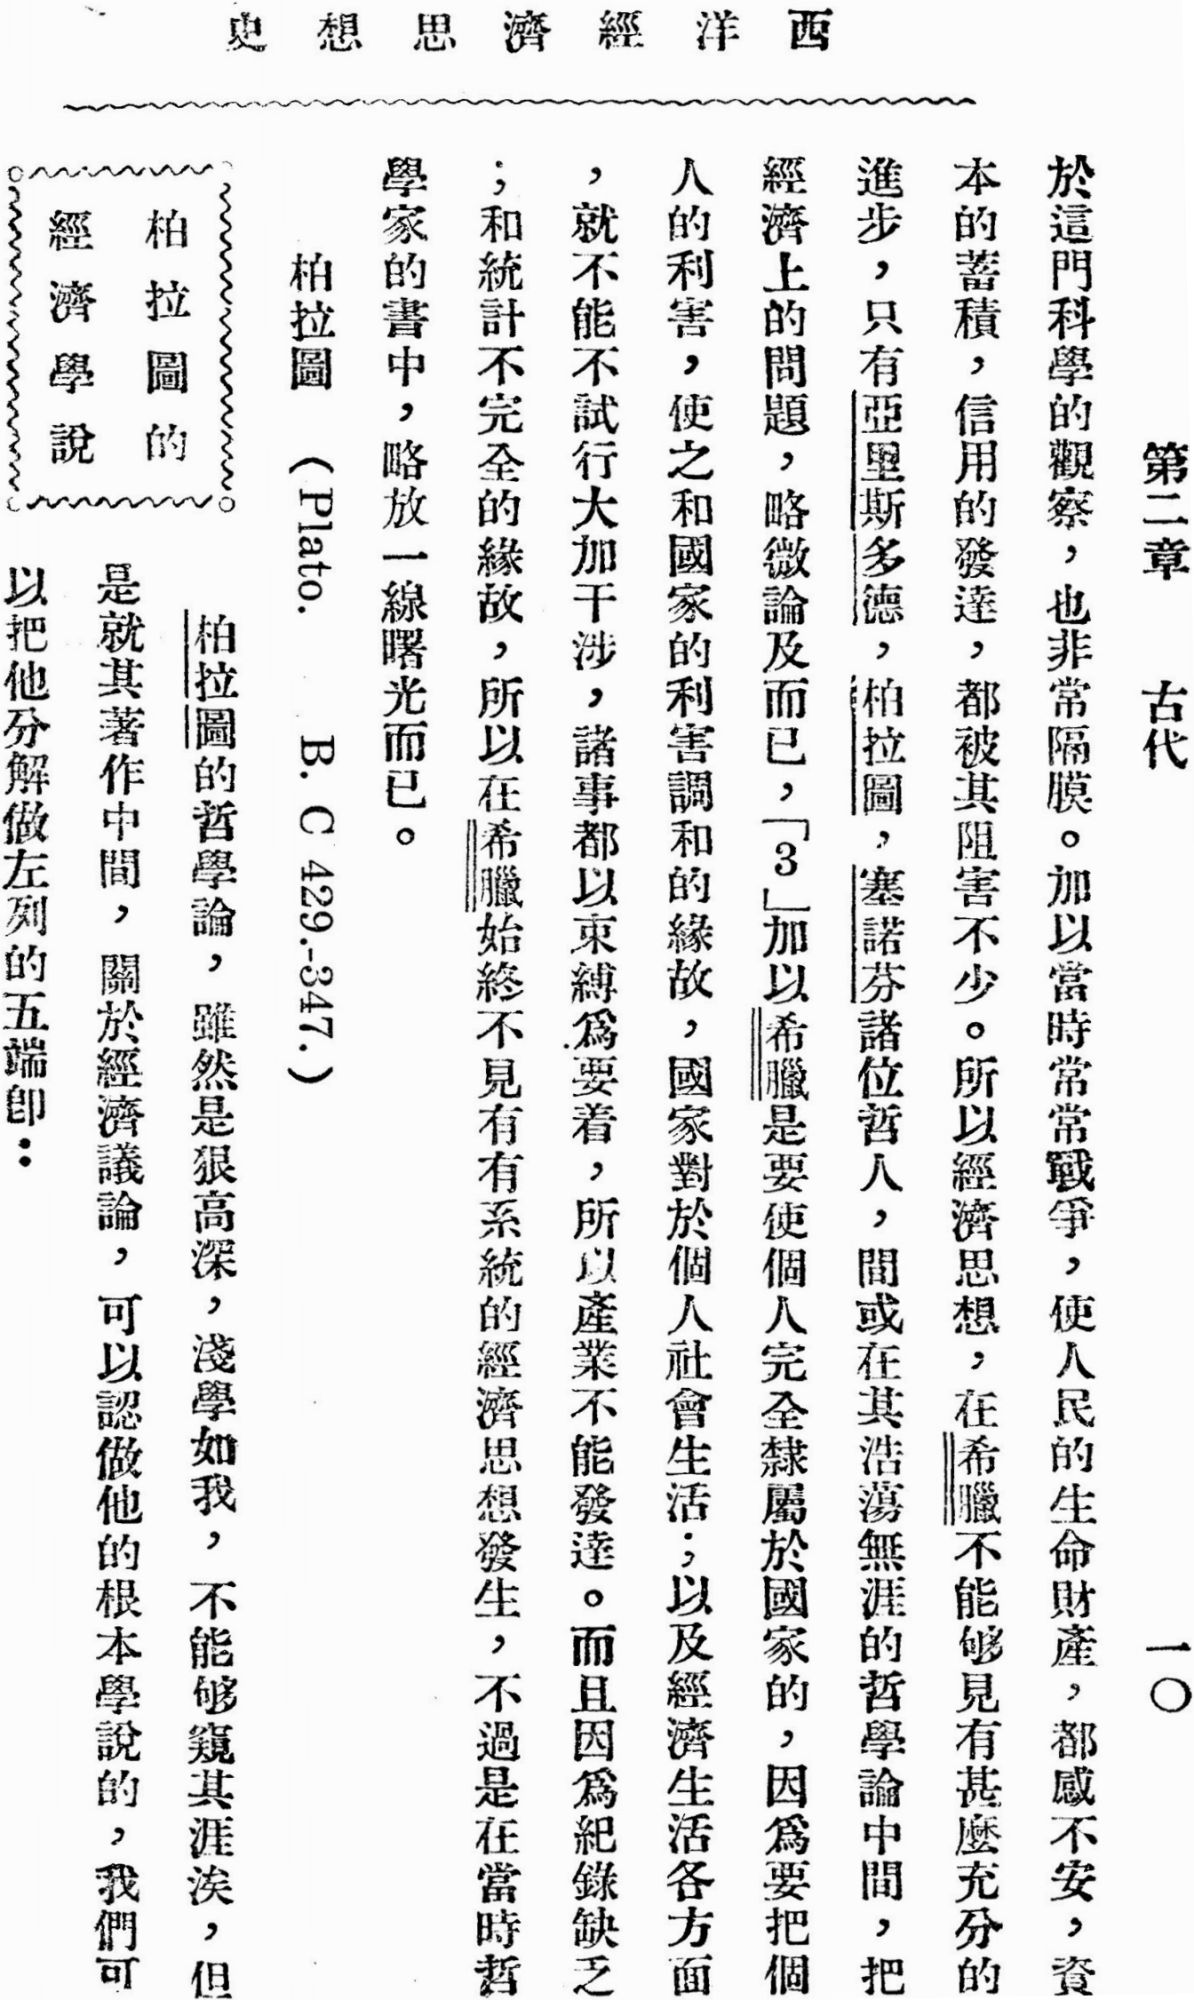 西洋經濟思想史
第二章　古代　一〇
於這門科學的觀察，也非常隔膜。加以當時常常戰爭，使人民的生命財產，都感不安，資
本的蓄積，信用的發達，都被其阻害不少。所以經濟思想，在希臘不能够見有甚麼充分的
進步，只有亞里斯多德，柏拉圖，塞諾芬諸位哲人，間或在其浩蕩無涯的哲學論中間，把
經濟上的問題，略微論及而已，「3」加以希臘是要使個人完全隸屬於國家的，因爲要把個
人的利害，使之和國家的利害調和的緣故，國家對於個人社會生活；以及經濟生活各方面
，就不能不試行大加干涉，諸事都以束縛爲要着，所以產業不能發達。而且因爲紀錄缺乏
；和統計不完全的緣故，所以在希臘始終不見有有系統的經濟思想發生，不過是在當時哲
學家的書中，略放一線曙光而已。
柏拉圖　（Plato.　B. C 429.-347.）
柏拉圖的
經濟學說
柏拉圖的哲學論，雖然是狠高深，淺學如我，不能够窺其涯涘，但
是就其著作中間，關於經濟議論，可以認做他的根本學說的，我們可
以把他分解做左列的五端卽：